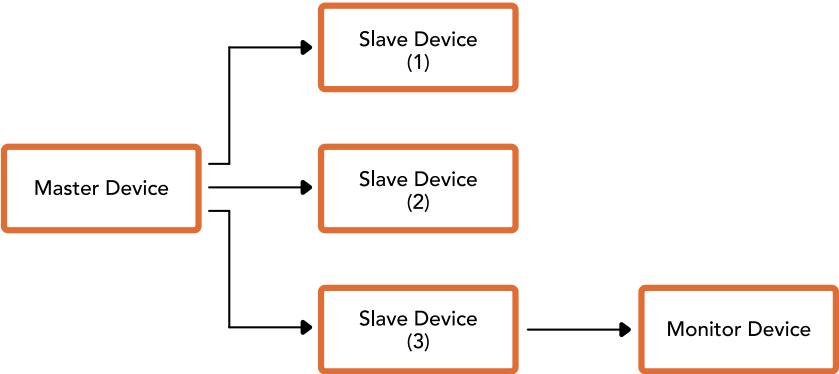 Slave Device
(1)
Master Device
Slave Device
(2)
Slave Device
(3)
Monitor Device